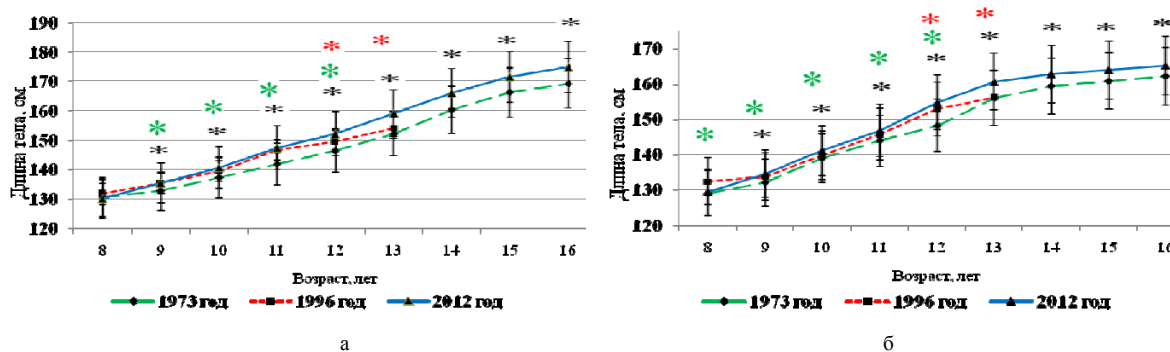 Длина тела, см
190
180
170
160
150
140
130
120
8 9 10 11 12 13 14 15 16
Возраст, лет
1973 год 1996 год 2012 год
а
Длина тела, см
170
160
150
140
130
120
8 9 10 11 12 13 14 15 16
Возраст, лет
1973 год 1996 год 2012 год
б